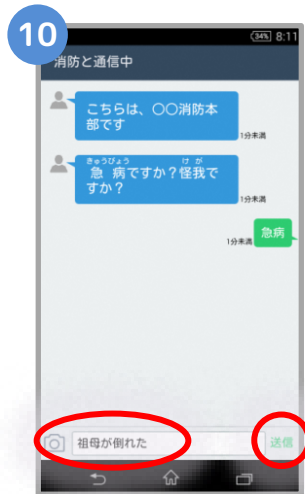 10
34% 8:11
消防と通信中
こちらは、〇〇消防本
部です
1分未満
きゅうびょう けが
急病ですか？怪我で
すか？
1分未満
急病
1分未満
祖母が倒れた
送信